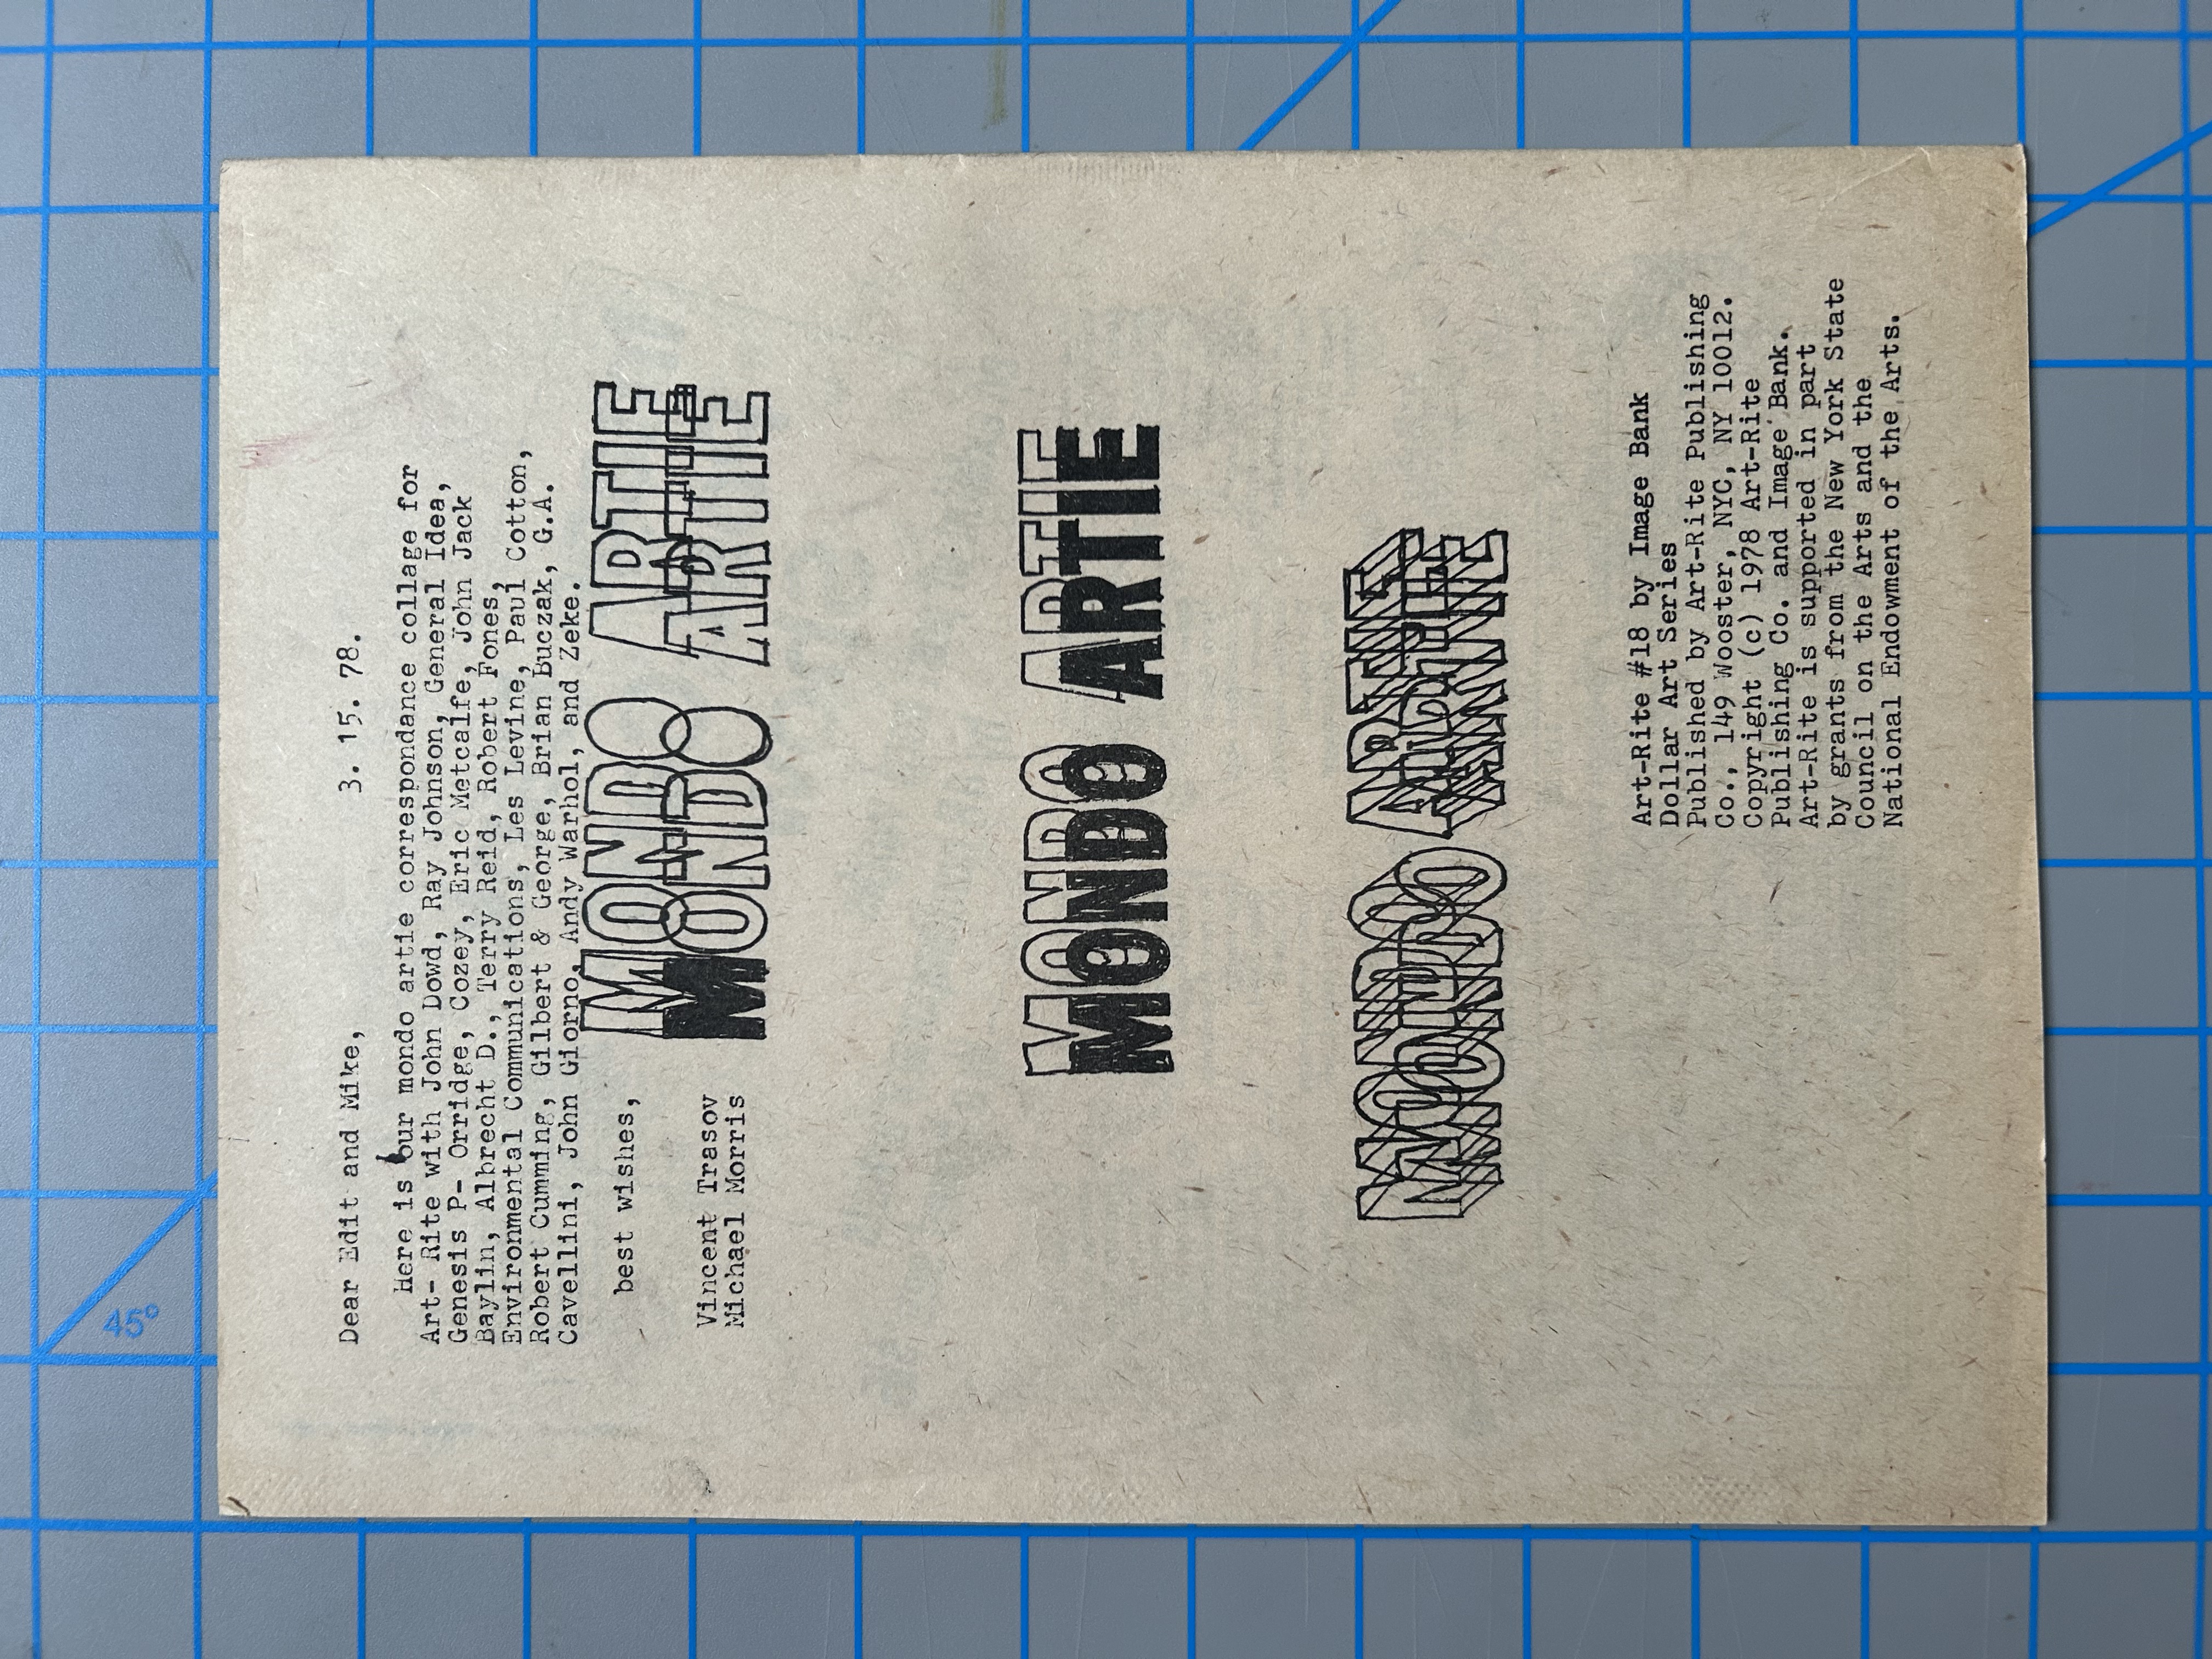 3. 15. 78.
Dear Edit and Mike,
Here is our mondo artie correspondance collage for
Art- Rite with John Dowd, Ray Johnson, General Idea,
Genesis P- Orridge, Cozey, Eric Metcalfe, John Jack
Baylin, Albrecht D., Terry Reid, Robert Fones,
Environmental Communications, Les Levine, Paul Cotton,
Robert Cumming, Gilbert & George, Brian Buczak, G.A.
Cavellini, John Giorno, Andy Warhol, and Zeke.
best wishes,
Vincent Trasov
Michael Morris
MONDO ARTIE
MONDO ARTIE
MONDO ARTIE
MONDO ARTIE
MONDO ARTIE
MONDO ARTIE
Art-Rite #18 by Image Bank
Dollar Art Series
Published by Art-Rite Publishing
Co., 149 Wooster, NYC, NY 10012.
Copyright (c) 1978 Art-Rite
Publishing Co. and Image Bank.
Art-Rite is supported in part
by grants from the New York State
Council on the Arts and the
National Endowment of the Arts.
45°